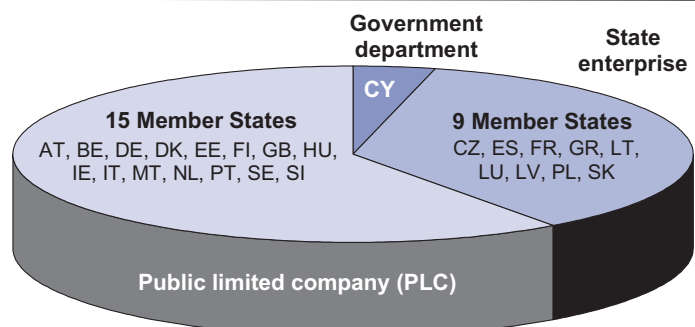 Government
department
State
enterprise
CY
15 Member States
AT, BE, DE, DK, EE, FI, GB, HU,
IE, IT, MT, NL, PT, SE, SI
9 Member States
CZ, ES, FR, GR, LT,
LU, LV, PL, SK
Public limited company (PLC)